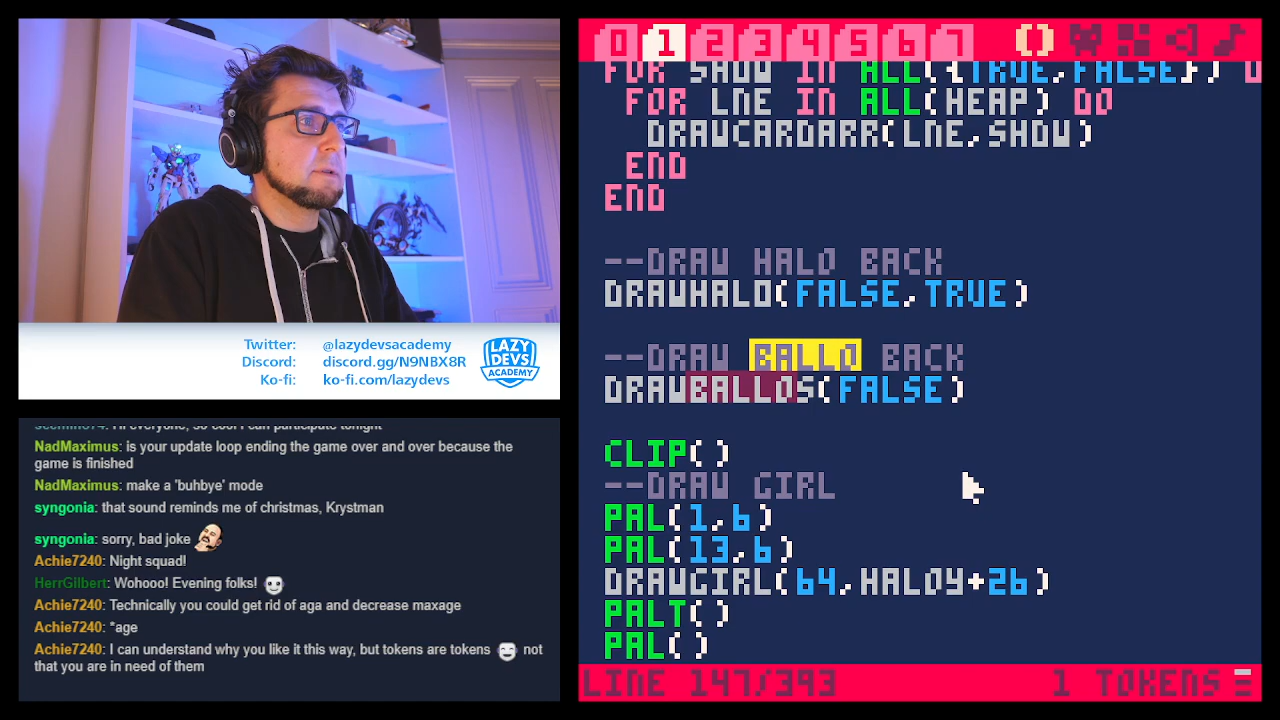 Twitter: @lazydevsacademy
Discord: discord.gg/N9NBX8R
Ko-fi: ko-fi.com/lazydevs
LAZY
DEVS
ACADEMY
NadMaximus: is your update loop ending the game over and over because the
game is finished
NadMaximus: make a 'buhbye' mode
syngonia: that sound reminds me of christmas, Krystman
syngonia: sorry, bad joke
Achie7240: Night squad!
HerrGilbert: Wohooo! Evening folks!
Achie7240: Technically you could get rid of aga and decrease maxage
Achie7240: *age
Achie7240: I can understand why you like it this way, but tokens are tokens not
that you are in need of them
0 1 2 3 4 5 6 7 ()
FOR SHOW IN ALL({TRUE,FALSE}) D
FOR LNE IN ALL(HEAP) DO
DRAWCARDARR(LNE,SHOW)
END
END
--DRAW HALO BACK
DRAWHALO(FALSE,TRUE)
--DRAW BALLO BACK
DRAWBALLOS(FALSE)
CLIP()
--DRAW GIRL
PAL(1,6)
PAL(13,6)
DRAWGIRL(64,HALOY+26)
PALT()
PAL()
LINE 147/393 1 TOKENS